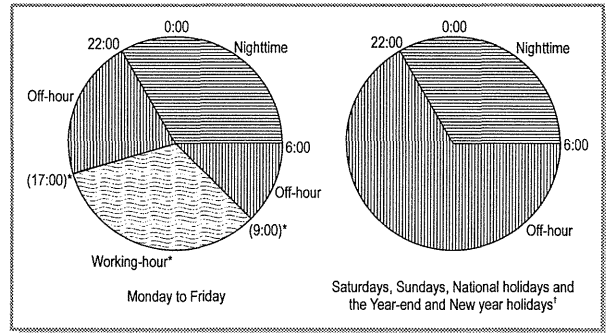 0:00
22:00
Nighttime
Off-hour
6:00
Off-hour
(17:00)*
(9:00)*
Working-hour*
Monday to Friday
0:00
22:00
Nighttime
6:00
Off-hour
Saturdays, Sundays, National holidays and
the Year-end and New year holidays†